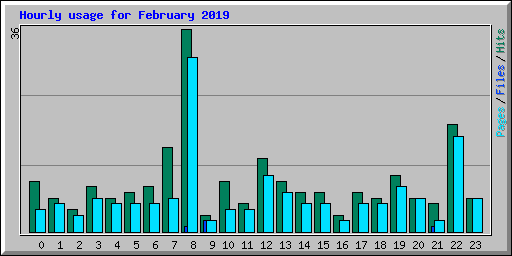 Hourly usage for February 2019
36
Pages / Files / Hits
0 1 2 3 4 5 6 7 8 9 10 11 12 13 14 15 16 17 18 19 20 21 22 23